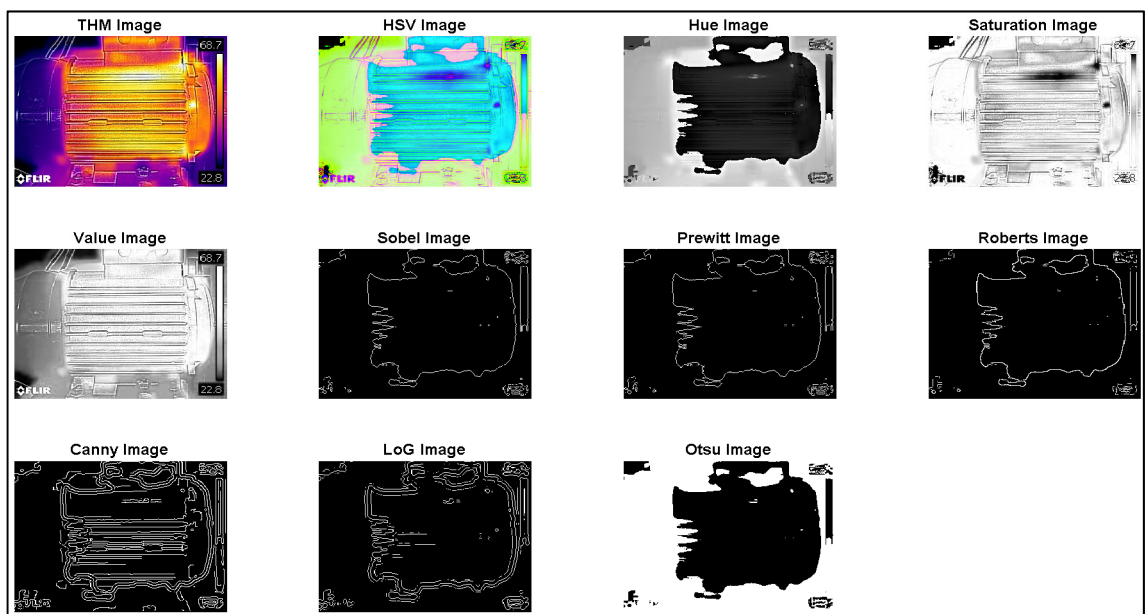 THM Image
HSV Image
Hue Image
Saturation Image
68.7
22.8
FLIR
FLIR
Value Image
Sobel Image
Prewitt Image
Roberts Image
68.7
22.8
FLIR
Canny Image
LoG Image
Otsu Image